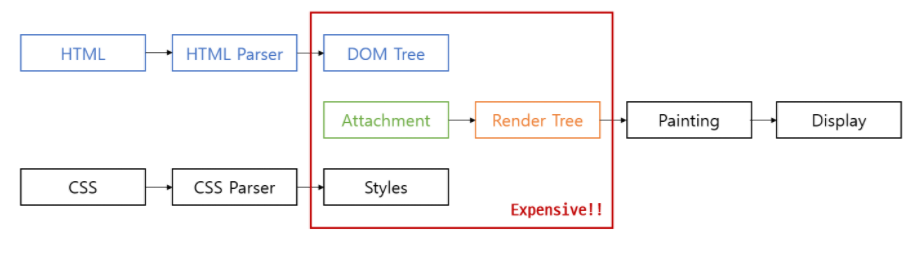 HTML
HTML Parser
DOM Tree
Attachment
Render Tree
Painting
Display
CSS
CSS Parser
Styles
Expensive!!